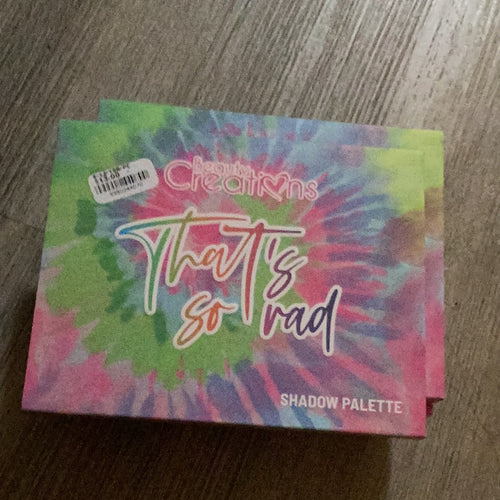 Beauty
Creations
That's
so rad
SHADOW PALETTE